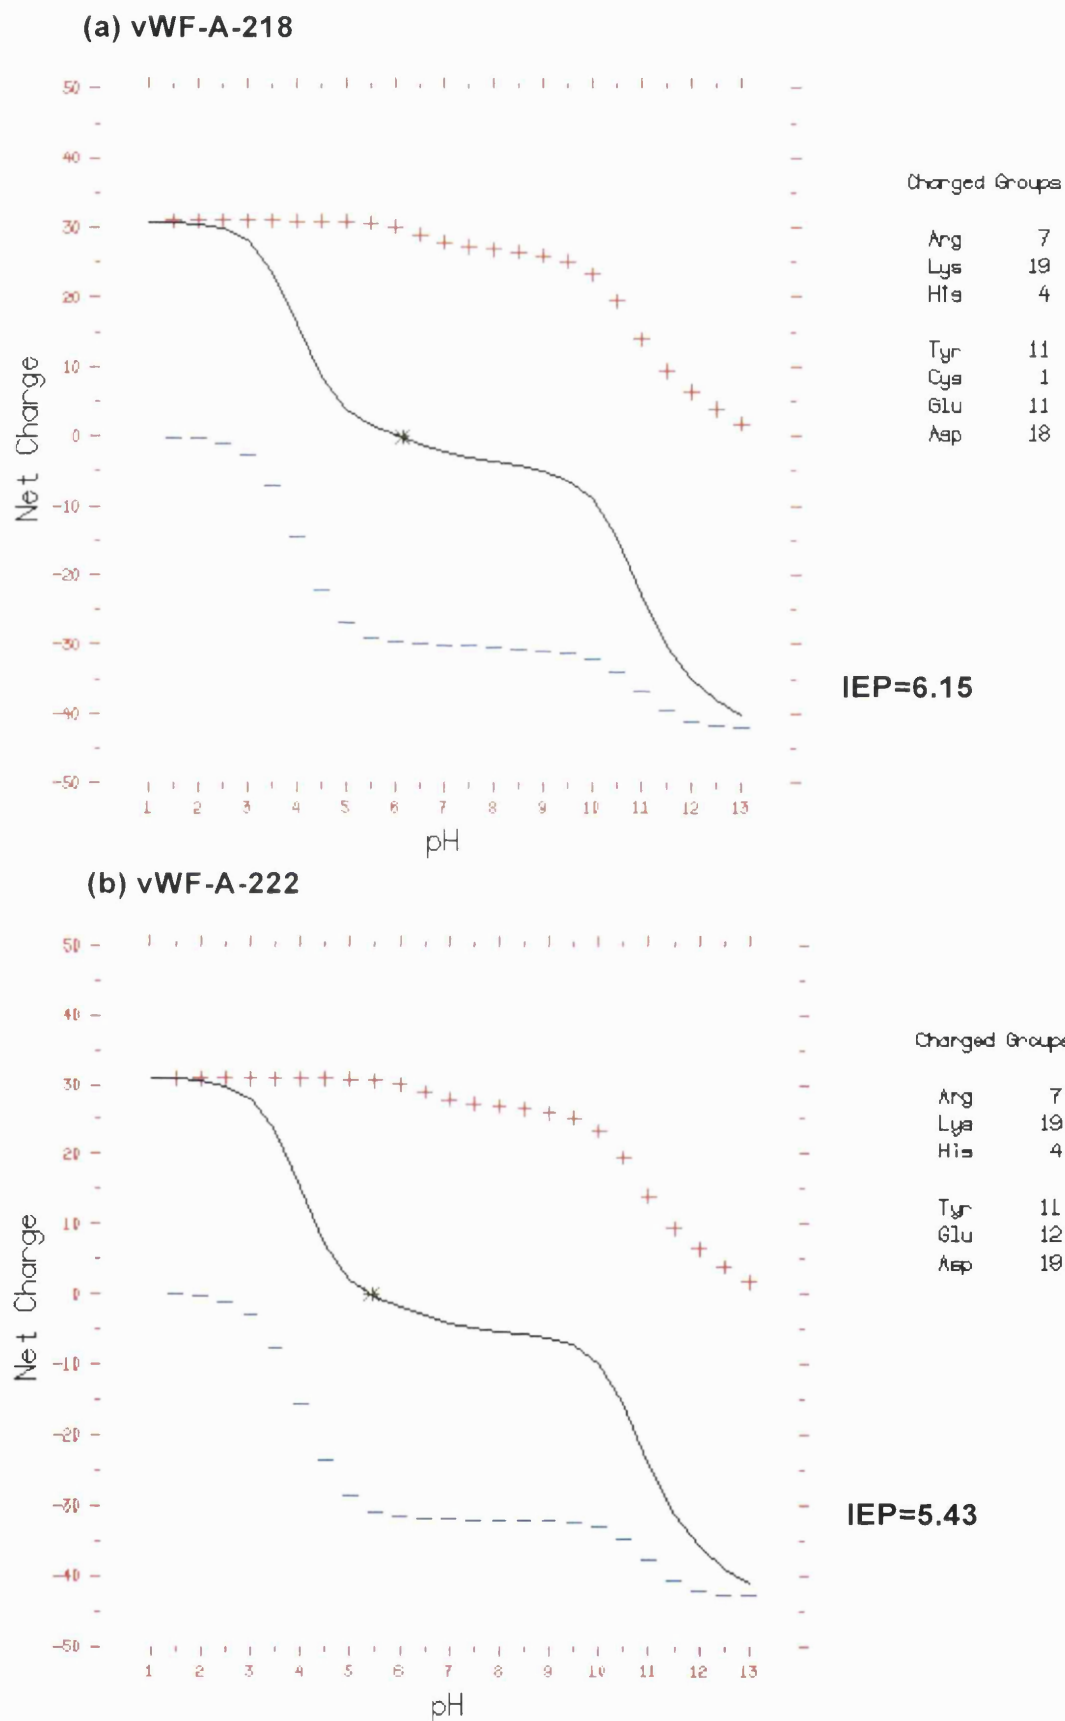 (a) vWF-A-218
50
40
30
20
10
0
-10
-20
-30
-40
-50
Net Charge
1 2 3 4 5 6 7 8 9 10 11 12 13
pH
Charged Groups
Arg 7
Lys 19
His 4
Tyr 11
Cys 1
Glu 11
Asp 18
IEP=6.15
(b) vWF-A-222
50
40
30
20
10
0
-10
-20
-30
-40
-50
Net Charge
1 2 3 4 5 6 7 8 9 10 11 12 13
pH
Charged Groups
Arg 7
Lys 19
His 4
Tyr 11
Glu 12
Asp 19
IEP=5.43